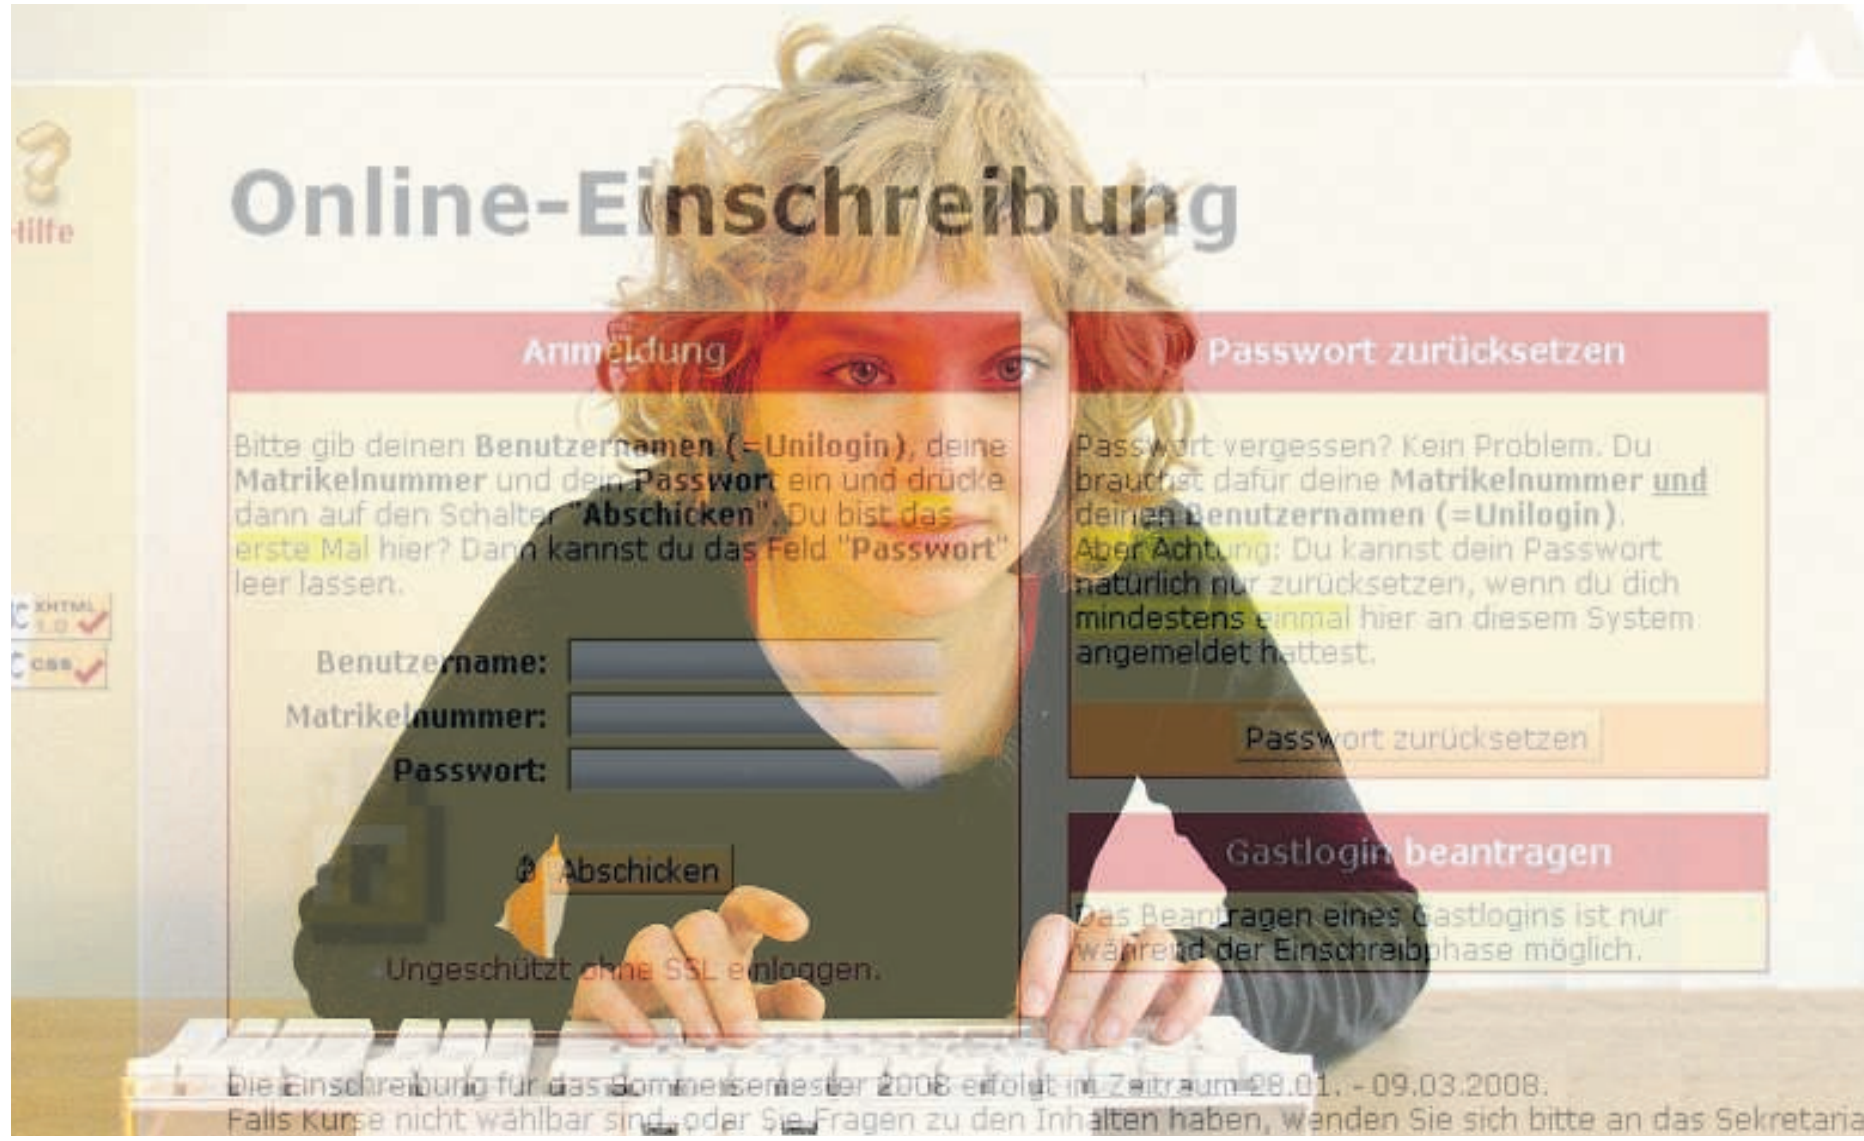 Hilfe
Online-Einschreibung
Anmeldung
Bitte gib deinen Benutzernamen (=Unilogin), deine
Matrikelnummer und dein Passwort ein und drücke
dann auf den Schalter "Abschicken". Du bist das
erste Mal hier? Dann kannst du das Feld "Passwort"
leer lassen.
Benutzername:
Matrikelnummer:
Passwort:
Abschicken
Ungeschützt ohne SSL einloggen.
Passwort zurücksetzen
Passwort vergessen? Kein Problem. Du
brauchst dafür deine Matrikelnummer und
deinen Benutzernamen (=Unilogin).
Aber Achtung: Du kannst dein Passwort
natürlich nur zurücksetzen, wenn du dich
mindestens einmal hier an diesem System
angemeldet hattest.
Passwort zurücksetzen
Gastlogin beantragen
Das Beantragen eines Gastlogins ist nur
während der Einschreibphase möglich.
XHTML
1.0
css
Die Einschreibung für das Sommersemester 2008 erfolgt im Zeitraum 28.01. - 09.03.2008.
Falls Kurse nicht wählbar sind, oder Sie Fragen zu den Inhalten haben, wenden Sie sich bitte an das Sekretaria